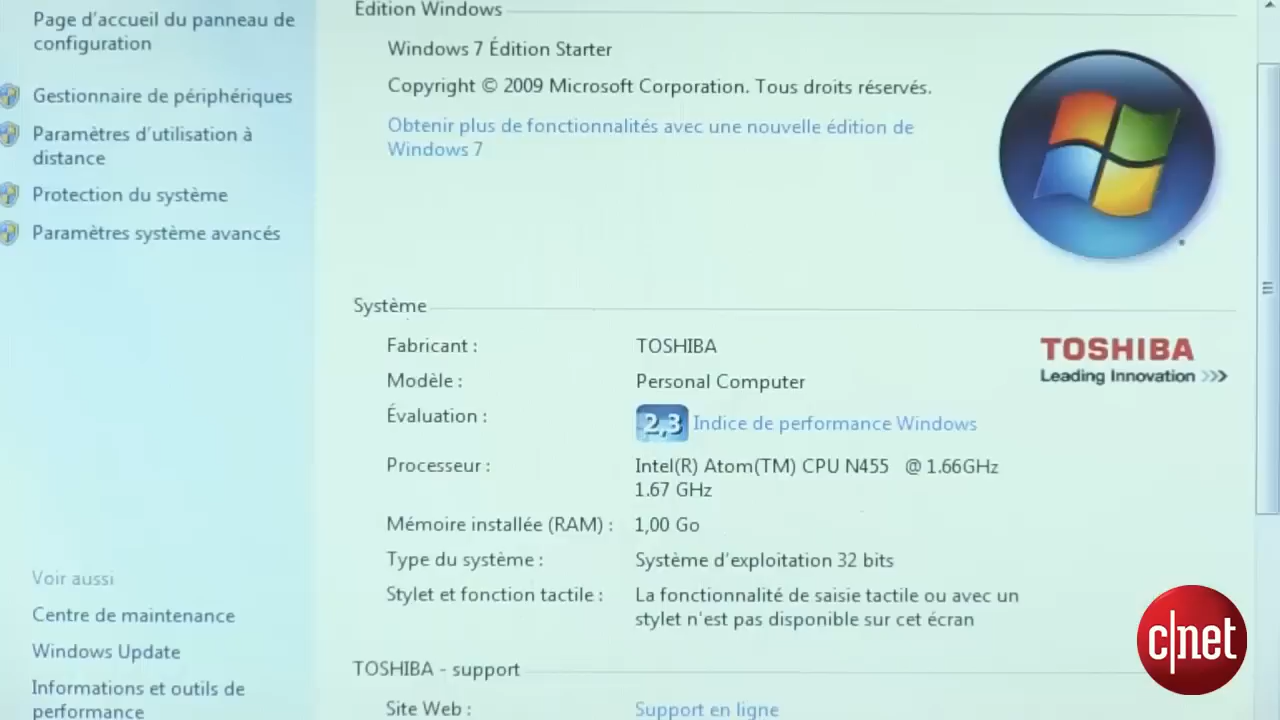 Page d'accueil du panneau de
configuration
Gestionnaire de périphériques
Paramètres d'utilisation à
distance
Protection du système
Paramètres système avancés
Voir aussi
Centre de maintenance
Windows Update
Informations et outils de
performance
Edition Windows
Windows 7 Édition Starter
Copyright © 2009 Microsoft Corporation. Tous droits réservés.
Obtenir plus de fonctionnalités avec une nouvelle édition de
Windows 7
Système
Fabricant : TOSHIBA
Modèle : Personal Computer
Évaluation : 2,3 Indice de performance Windows
Processeur : Intel(R) Atom(TM) CPU N455 @ 1.66GHz
1.67 GHz
Mémoire installée (RAM) : 1,00 Go
Type du système : Système d'exploitation 32 bits
Stylet et fonction tactile : La fonctionnalité de saisie tactile ou avec un
stylet n'est pas disponible sur cet écran
TOSHIBA
Leading Innovation >>>
TOSHIBA - support
Site Web : Support en ligne
c|net